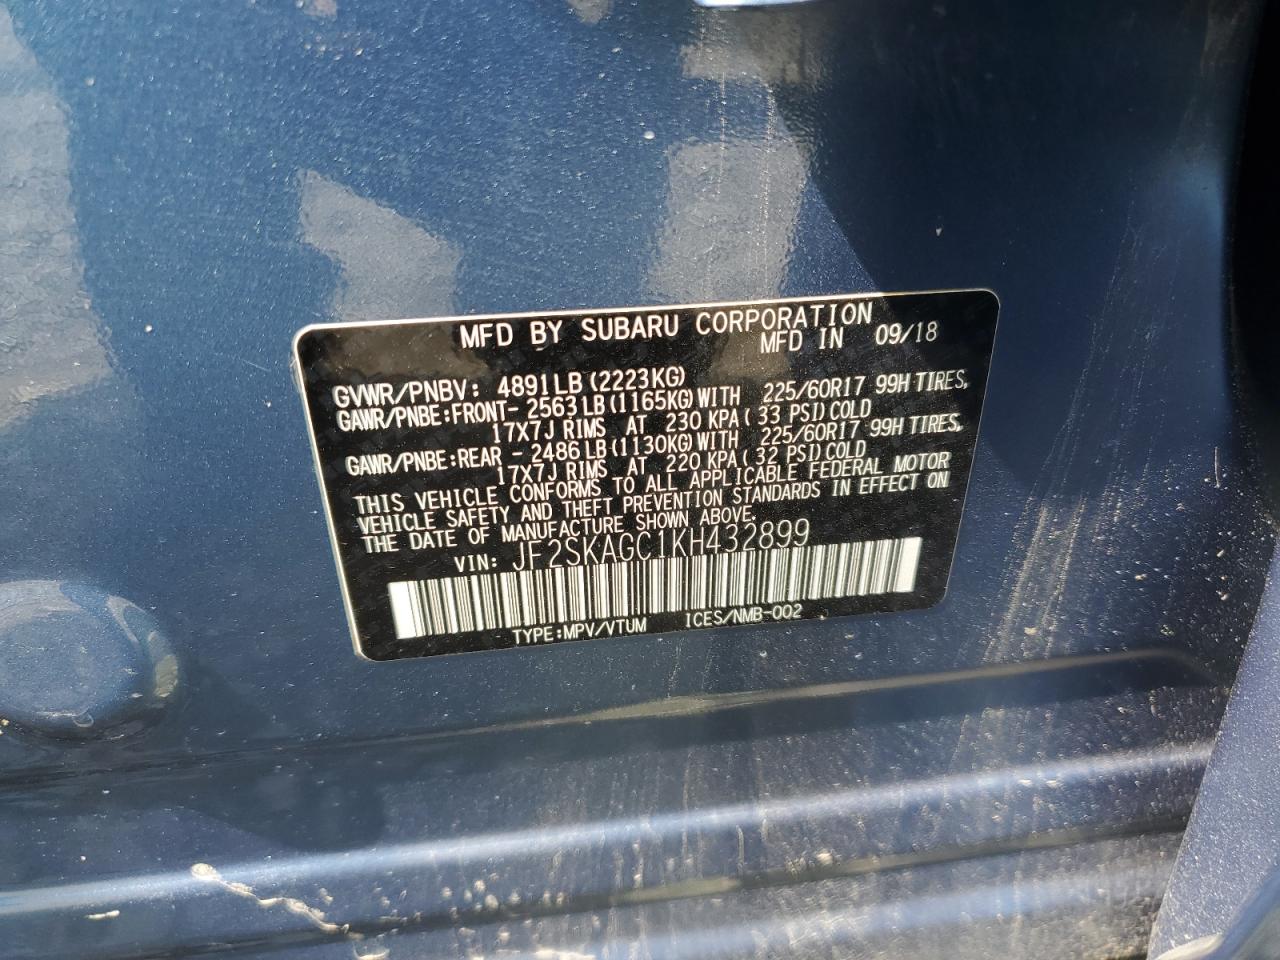 MFD BY SUBARU CORPORATION
MFD IN 09/18
GVWR/PNBV: 4891LB (2223KG)
GAWR/PNBE:FRONT- 2563LB (1165KG) WITH 225/60R17 99H TIRES,
17X7J RIMS AT 230 KPA( 33 PSI) COLD
GAWR/PNBE:REAR - 2486LB (1130KG) WITH 225/60R17 99H TIRES,
17X7J RIMS AT 220 KPA( 32 PSI) COLD
THIS VEHICLE CONFORMS TO ALL APPLICABLE FEDERAL MOTOR
VEHICLE SAFETY AND THEFT PREVENTION STANDARDS IN EFFECT ON
THE DATE OF MANUFACTURE SHOWN ABOVE.
VIN: JF2SKAGC1KH432899
TYPE:MPV/VTUM ICES/NMB-002